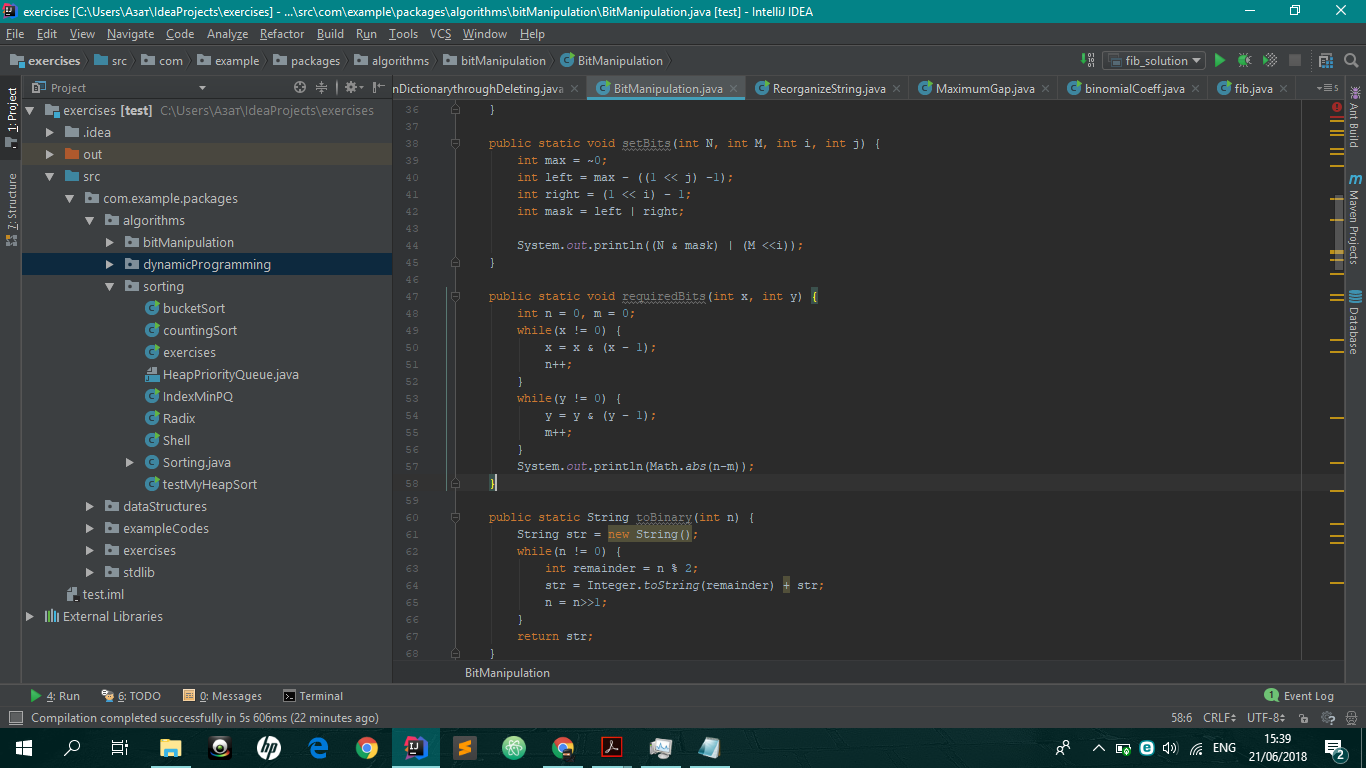 exercises [C:\Users\Азат\IdeaProjects\exercises] - ...\src\com\example\packages\algorithms\bitManipulation\BitManipulation.java [test] - IntelliJ IDEA
File Edit View Navigate Code Analyze Refactor Build Run Tools VCS Window Help
exercises src com example packages algorithms bitManipulation BitManipulation fib_solution
Project
nDictionarythroughDeleting.java BitManipulation.java ReorganizeString.java MaximumGap.java binomialCoeff.java fib.java 5
1: Project
7: Structure
exercises [test] C:\Users\Азат\IdeaProjects\exercises
.idea
out
src
com.example.packages
algorithms
bitManipulation
dynamicProgramming
sorting
bucketSort
countingSort
exercises
HeapPriorityQueue.java
IndexMinPQ
Radix
Shell
Sorting.java
testMyHeapSort
dataStructures
exampleCodes
exercises
stdlib
test.iml
External Libraries
36 }
37
38 public static void setBits(int N, int M, int i, int j) {
39 int max = ~0;
40 int left = max - ((1 << j) -1);
41 int right = (1 << i) - 1;
42 int mask = left | right;
43
44 System.out.println((N & mask) | (M <<i));
45 }
46
47 public static void requiredBits(int x, int y) {
48 int n = 0, m = 0;
49 while(x != 0) {
50 x = x & (x - 1);
51 n++;
52 }
53 while(y != 0) {
54 y = y & (y - 1);
55 m++;
56 }
57 System.out.println(Math.abs(n-m));
58 }
59
60 public static String toBinary(int n) {
61 String str = new String();
62 while(n != 0) {
63 int remainder = n % 2;
64 str = Integer.toString(remainder) + str;
65 n = n>>1;
66 }
67 return str;
68 }
BitManipulation
Ant Build
Maven Projects
Database
4: Run 6: TODO 0: Messages Terminal 1 Event Log
Compilation completed successfully in 5s 606ms (22 minutes ago) 58:6 CRLF UTF-8
ENG
15:39
21/06/2018
2